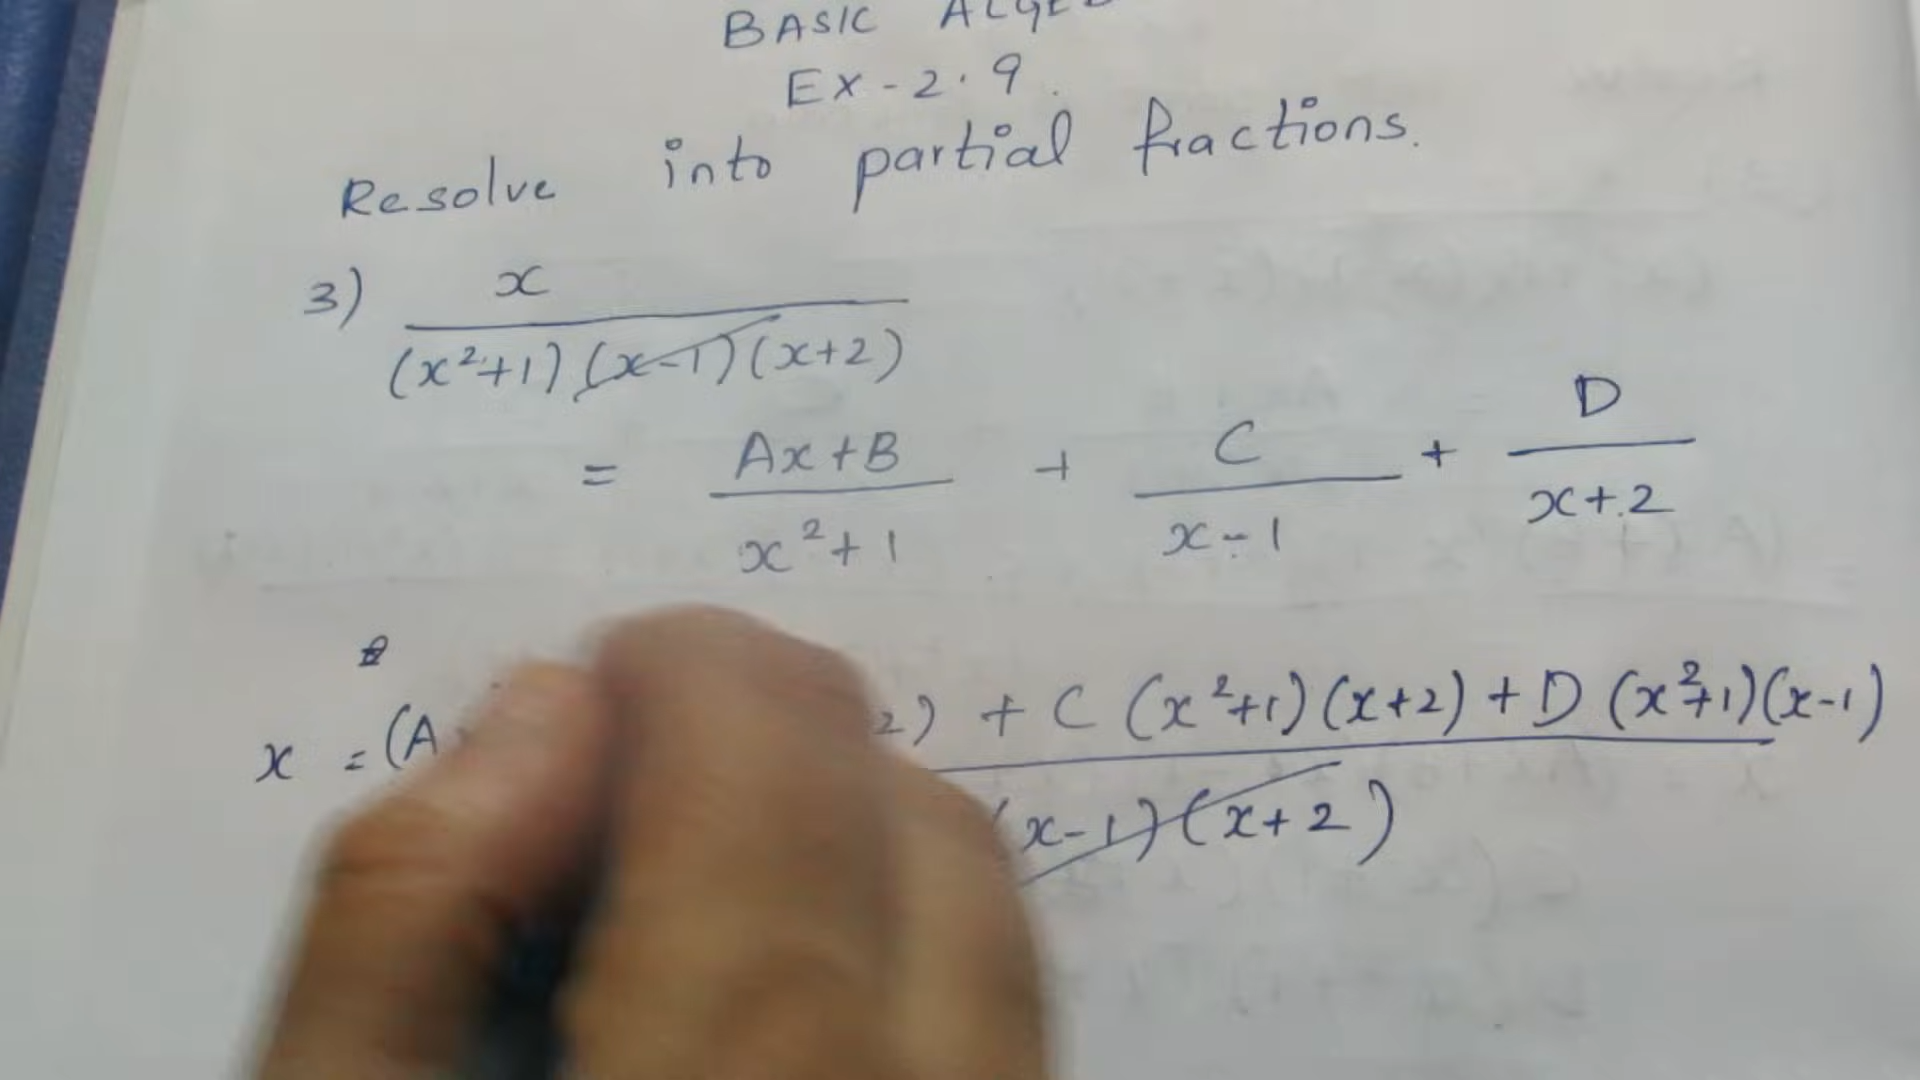 BASIC
EX-2.9.
Resolve into partial fractions.
3) x
(x²+1)(x-1)(x+2)
= Ax+B + C + D
x²+1 x-1 x+2
x = (A 2) + C (x²+1)(x+2) + D (x²+1)(x-1)
(x-1)(x+2)